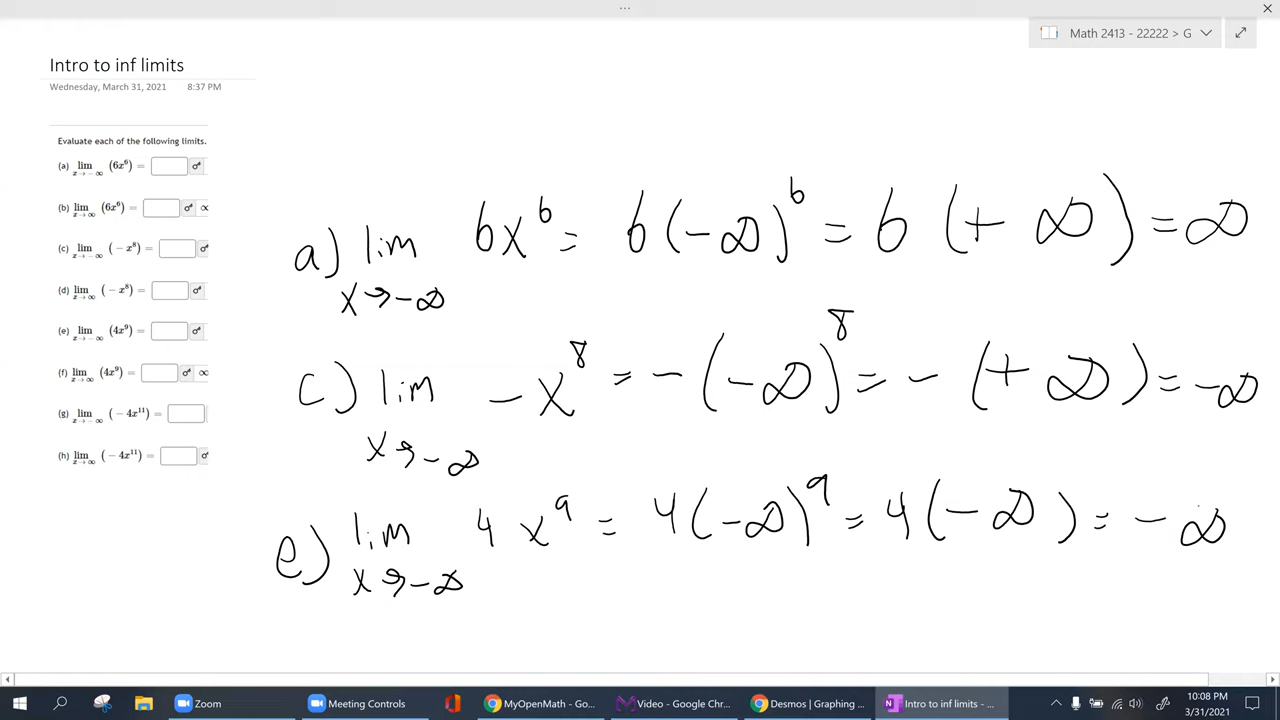 Math 2413 - 22222 > G
Intro to inf limits
Wednesday, March 31, 2021 8:37 PM
Evaluate each of the following limits.
(a) lim x→−∞ (6x⁶) =
(b) lim x→∞ (6x⁶) = ∞
(c) lim x→−∞ (−x⁸) =
(d) lim x→∞ (−x⁸) =
(e) lim x→−∞ (4x⁹) =
(f) lim x→∞ (4x⁹) = ∞
(g) lim x→−∞ (−4x¹¹) =
(h) lim x→∞ (−4x¹¹) =
a) lim x→−∞ 6x⁶ = 6(−∞)⁶ = 6(+∞) = ∞
c) lim x→−∞ −x⁸ = −(−∞)⁸ = −(+∞) = −∞
e) lim x→−∞ 4x⁹ = 4(−∞)⁹ = 4(−∞) = −∞
Zoom Meeting Controls MyOpenMath - Go... Video - Google Chr... Desmos | Graphing ... Intro to inf limits - ... 10:08 PM
3/31/2021